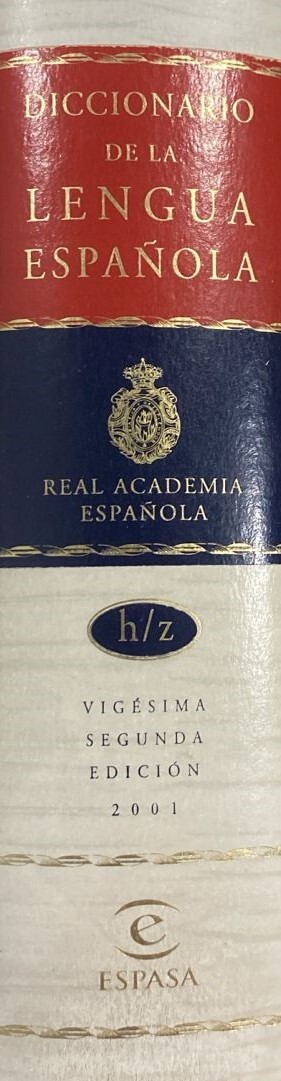 DICCIONARIO
DE LA
LENGUA
ESPAÑOLA
REAL ACADEMIA
ESPAÑOLA
h/z
VIGÉSIMA
SEGUNDA
EDICIÓN
2001
e
ESPASA